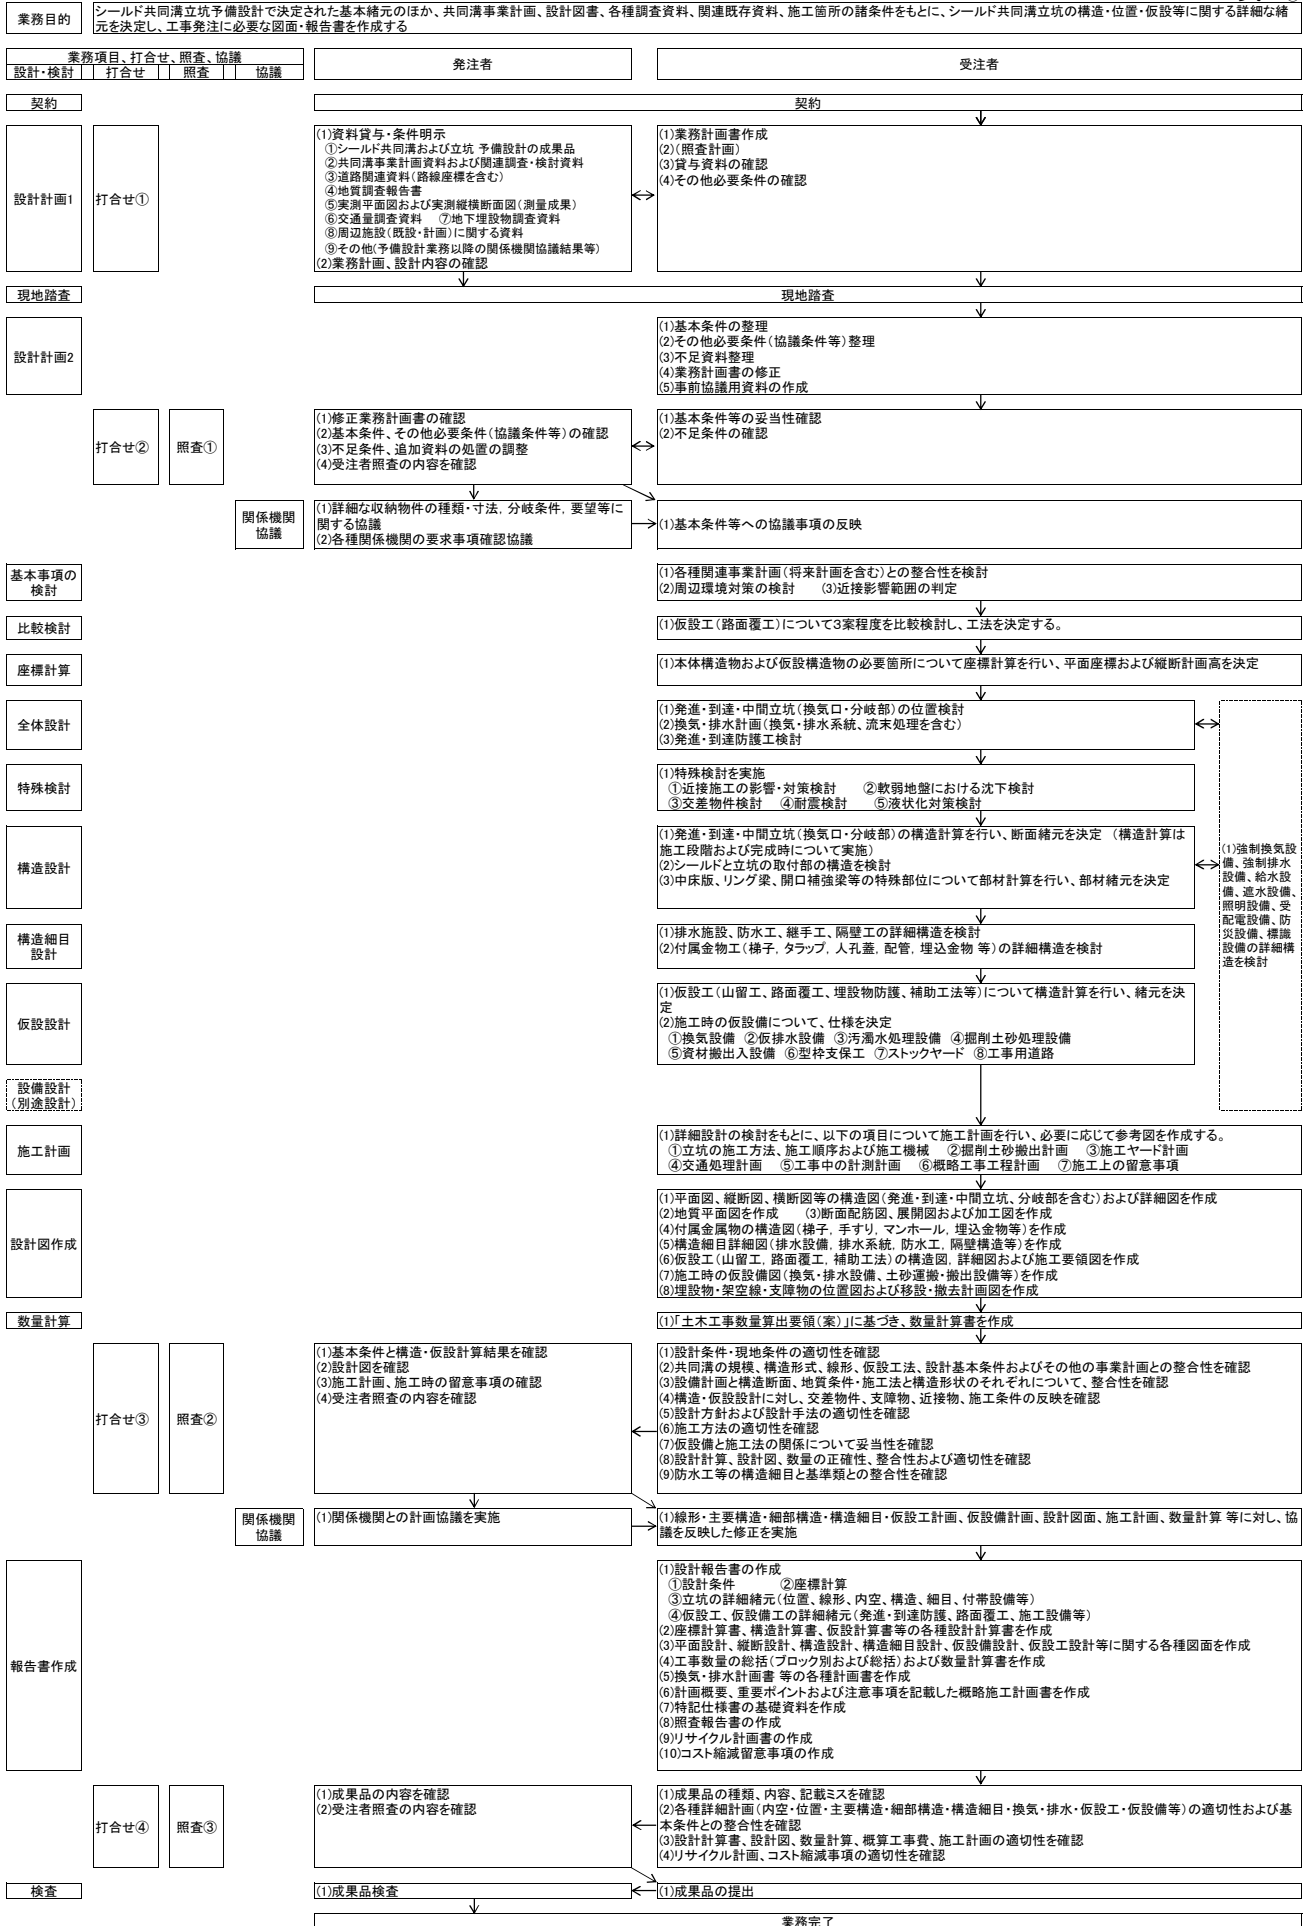 業務目的
シールド共同溝立坑予備設計で決定された基本緒元のほか、共同溝事業計画、設計図書、各種調査資料、関連既存資料、施工箇所の諸条件をもとに、シールド共同溝立坑の構造・位置・仮設等に関する詳細な緒
元を決定し、工事発注に必要な図面・報告書を作成する
業務項目、打合せ、照査、協議
設計・検討 打合せ 照査 協議
発注者
受注者
契約
契約
設計計画1
打合せ①
(1)資料貸与・条件明示
①シールド共同溝および立坑 予備設計の成果品
②共同溝事業計画資料および関連調査・検討資料
③道路関連資料(路線座標を含む)
④地質調査報告書
⑤実測平面図および実測縦横断面図(測量成果)
⑥交通量調査資料 ⑦地下埋設物調査資料
⑧周辺施設(既設・計画)に関する資料
⑨その他(予備設計業務以降の関係機関協議結果等)
(2)業務計画、設計内容の確認
(1)業務計画書作成
(2)(照査計画)
(3)貸与資料の確認
(4)その他必要条件の確認
現地踏査
現地踏査
設計計画2
(1)基本条件の整理
(2)その他必要条件(協議条件等)整理
(3)不足資料整理
(4)業務計画書の修正
(5)事前協議用資料の作成
打合せ②
照査①
(1)修正業務計画書の確認
(2)基本条件、その他必要条件(協議条件等)の確認
(3)不足条件、追加資料の処置の調整
(4)受注者照査の内容を確認
(1)基本条件等の妥当性確認
(2)不足条件の確認
関係機関
協議
(1)詳細な収納物件の種類・寸法, 分岐条件, 要望等に
関する協議
(2)各種関係機関の要求事項確認協議
(1)基本条件等への協議事項の反映
基本事項の
検討
(1)各種関連事業計画(将来計画を含む)との整合性を検討
(2)周辺環境対策の検討 (3)近接影響範囲の判定
比較検討
(1)仮設工(路面覆工)について3案程度を比較検討し、工法を決定する。
座標計算
(1)本体構造物および仮設構造物の必要箇所について座標計算を行い、平面座標および縦断計画高を決定
全体設計
(1)発進・到達・中間立坑(換気口・分岐部)の位置検討
(2)換気・排水計画(換気・排水系統、流末処理を含む)
(3)発進・到達防護工検討
特殊検討
(1)特殊検討を実施
①近接施工の影響・対策検討 ②軟弱地盤における沈下検討
③交差物件検討 ④耐震検討 ⑤液状化対策検討
構造設計
(1)発進・到達・中間立坑(換気口・分岐部)の構造計算を行い、断面緒元を決定 (構造計算は
施工段階および完成時について実施)
(2)シールドと立坑の取付部の構造を検討
(3)中床版、リング梁、開口補強梁等の特殊部位について部材計算を行い、部材緒元を決定
(1)強制換気設
備、強制排水
設備、給水設
備、遮水設備、
照明設備、受
配電設備、防
災設備、標識
設備の詳細構
造を検討
構造細目
設計
(1)排水施設、防水工、継手工、隔壁工の詳細構造を検討
(2)付属金物工(梯子, タラップ, 人孔蓋, 配管, 埋込金物 等)の詳細構造を検討
仮設設計
(1)仮設工(山留工、路面覆工、埋設物防護、補助工法等)について構造計算を行い、緒元を決
定
(2)施工時の仮設備について、仕様を決定
①換気設備 ②仮排水設備 ③汚濁水処理設備 ④掘削土砂処理設備
⑤資材搬出入設備 ⑥型枠支保工 ⑦ストックヤード ⑧工事用道路
設備設計
(別途設計)
施工計画
(1)詳細設計の検討をもとに、以下の項目について施工計画を行い、必要に応じて参考図を作成する。
①立坑の施工方法、施工順序および施工機械 ②掘削土砂搬出計画 ③施工ヤード計画
④交通処理計画 ⑤工事中の計測計画 ⑥概略工事工程計画 ⑦施工上の留意事項
設計図作成
(1)平面図、縦断図、横断図等の構造図(発進・到達・中間立坑、分岐部を含む)および詳細図を作成
(2)地質平面図を作成 (3)断面配筋図、展開図および加工図を作成
(4)付属金属物の構造図(梯子, 手すり, マンホール, 埋込金物等)を作成
(5)構造細目詳細図(排水設備, 排水系統, 防水工, 隔壁構造等)を作成
(6)仮設工(山留工, 路面覆工, 補助工法)の構造図, 詳細図および施工要領図を作成
(7)施工時の仮設備図(換気・排水設備、土砂運搬・搬出設備等)を作成
(8)埋設物・架空線・支障物の位置図および移設・撤去計画図を作成
数量計算
(1)「土木工事数量算出要領(案)」に基づき、数量計算書を作成
打合せ③
照査②
(1)基本条件と構造・仮設計算結果を確認
(2)設計図を確認
(3)施工計画、施工時の留意事項の確認
(4)受注者照査の内容を確認
(1)設計条件・現地条件の適切性を確認
(2)共同溝の規模、構造形式、線形、仮設工法、設計基本条件およびその他の事業計画との整合性を確認
(3)設備計画と構造断面、地質条件・施工法と構造形状のそれぞれについて、整合性を確認
(4)構造・仮設設計に対し、交差物件、支障物、近接物、施工条件の反映を確認
(5)設計方針および設計手法の適切性を確認
(6)施工方法の適切性を確認
(7)仮設備と施工法の関係について妥当性を確認
(8)設計計算、設計図、数量の正確性、整合性および適切性を確認
(9)防水工等の構造細目と基準類との整合性を確認
関係機関
協議
(1)関係機関との計画協議を実施
(1)線形・主要構造・細部構造・構造細目・仮設工計画、仮設備計画、設計図面、施工計画、数量計算 等に対し、協
議を反映した修正を実施
報告書作成
(1)設計報告書の作成
①設計条件 ②座標計算
③立坑の詳細緒元(位置、線形、内空、構造、細目、付帯設備等)
④仮設工、仮設備工の詳細緒元(発進・到達防護、路面覆工、施工設備等)
(2)座標計算書、構造計算書、仮設計算書等の各種設計計算書を作成
(3)平面設計、縦断設計、構造設計、構造細目設計、仮設備設計、仮設工設計等に関する各種図面を作成
(4)工事数量の総括(ブロック別および総括)および数量計算書を作成
(5)換気・排水計画書 等の各種計画書を作成
(6)計画概要、重要ポイントおよび注意事項を記載した概略施工計画書を作成
(7)特記仕様書の基礎資料を作成
(8)照査報告書の作成
(9)リサイクル計画書の作成
(10)コスト縮減留意事項の作成
打合せ④
照査③
(1)成果品の内容を確認
(2)受注者照査の内容を確認
(1)成果品の種類、内容、記載ミスを確認
(2)各種詳細計画(内空・位置・主要構造・細部構造・構造細目・換気・排水・仮設工・仮設備等)の適切性および基
本条件との整合性を確認
(3)設計計算書、設計図、数量計算、概算工事費、施工計画の適切性を確認
(4)リサイクル計画、コスト縮減事項の適切性を確認
検査
(1)成果品検査
(1)成果品の提出
業務完了